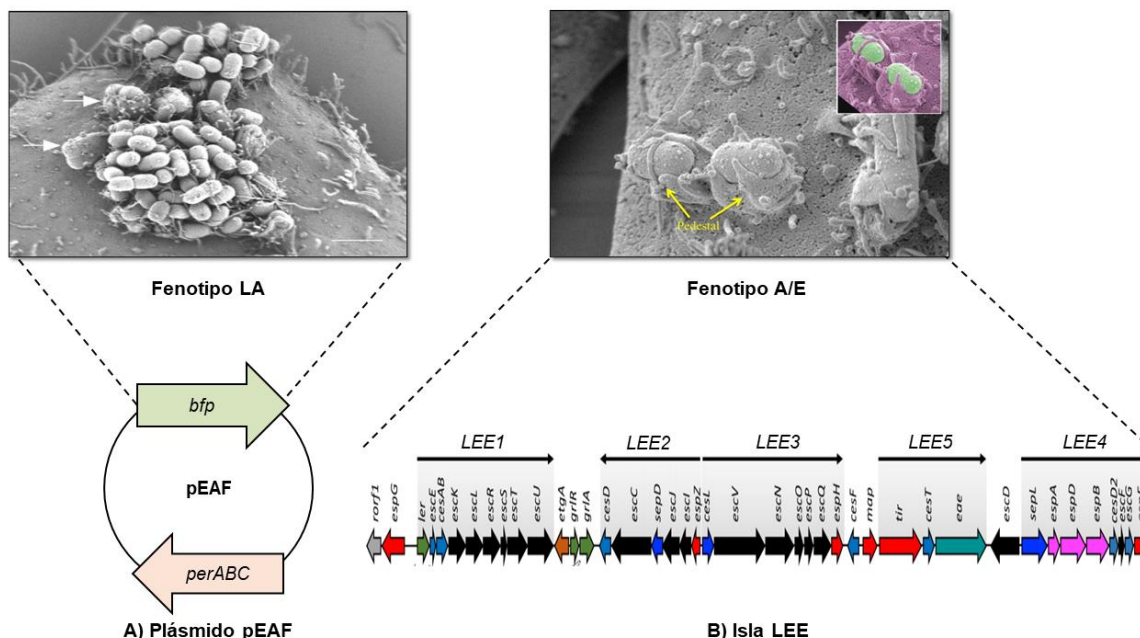 Pedestal
Fenotipo LA
Fenotipo A/E
bfp
pEAF
perABC
LEE1 LEE2 LEE3 LEE5 LEE4
rorf1 espG ler escE cesAB escK escL escR escS escT escU etgA grlR grlA cesD escC sepD escJ escI espZ cesL escV escN escO escP escQ espH cesF map tir cesT eae escD sepL espA espD espB cesD2 escF escG
A) Plásmido pEAF
B) Isla LEE